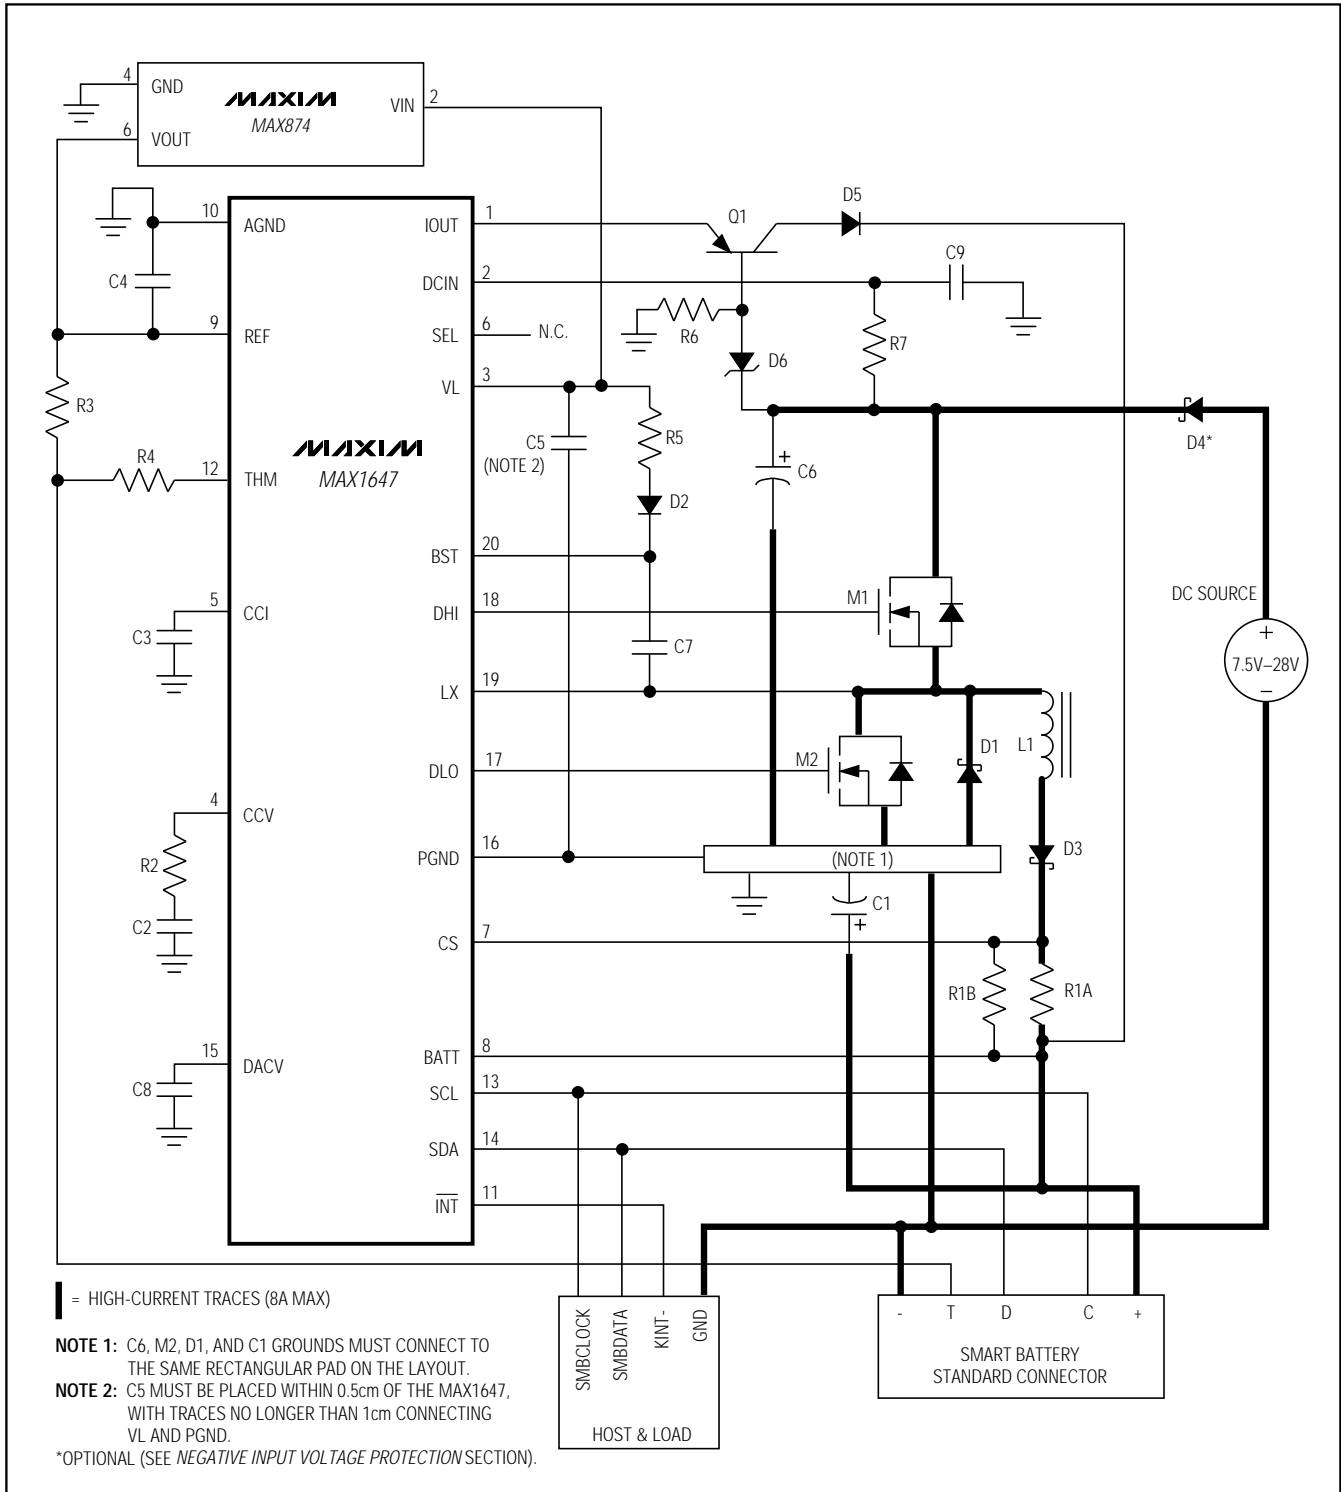 4
GND
MAXIM
MAX874
VIN
2
6
VOUT
10
AGND
IOUT
1
Q1
D5
C4
DCIN
2
C9
9
REF
SEL
6
N.C.
R6
D6
R7
VL
3
R3
C5
(NOTE 2)
R5
D4*
R4
12
THM
MAXIM
MAX1647
+
C6
D2
BST
20
DC SOURCE
5
CCI
DHI
18
M1
C3
C7
+
7.5V–28V
–
LX
19
DLO
17
M2
D1
L1
4
CCV
R2
PGND
16
(NOTE 1)
D3
C1
+
C2
CS
7
R1B
R1A
15
DACV
BATT
8
C8
SCL
13
SDA
14
INT
11
= HIGH-CURRENT TRACES (8A MAX)
NOTE 1: C6, M2, D1, AND C1 GROUNDS MUST CONNECT TO
THE SAME RECTANGULAR PAD ON THE LAYOUT.
NOTE 2: C5 MUST BE PLACED WITHIN 0.5cm OF THE MAX1647,
WITH TRACES NO LONGER THAN 1cm CONNECTING
VL AND PGND.
*OPTIONAL (SEE NEGATIVE INPUT VOLTAGE PROTECTION SECTION).
SMBCLOCK
SMBDATA
KINT-
GND
HOST & LOAD
- T D C +
SMART BATTERY
STANDARD CONNECTOR